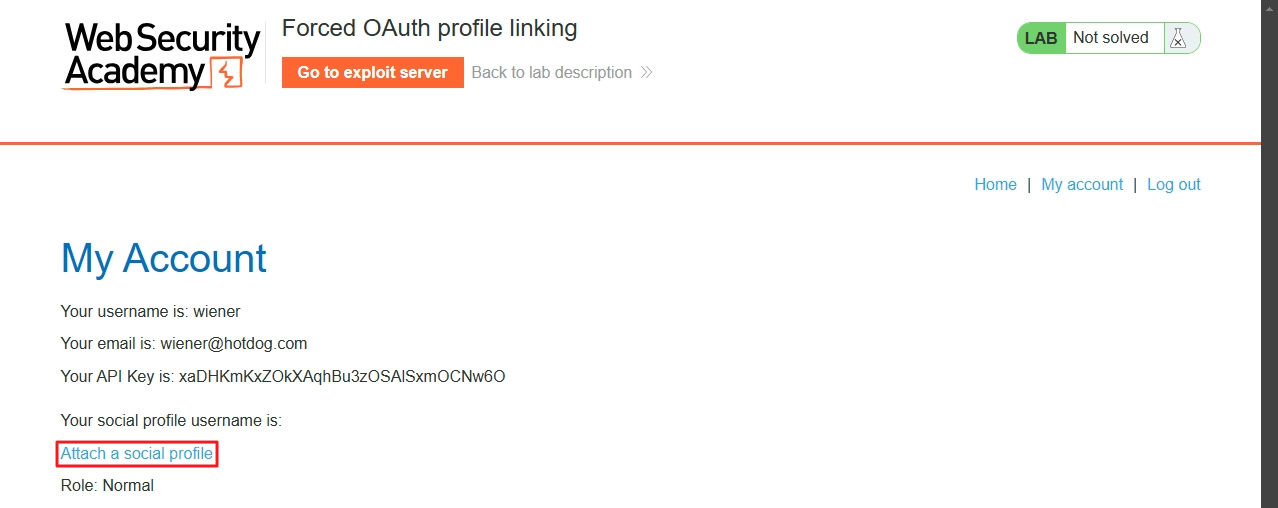 Web Security
Academy
Forced OAuth profile linking
Go to exploit server
Back to lab description
LAB
Not solved
Home | My account | Log out
My Account
Your username is: wiener
Your email is: wiener@hotdog.com
Your API Key is: xaDHKmKxZOkXAqhBu3zOSAlSxmOCNw6O
Your social profile username is:
Attach a social profile
Role: Normal